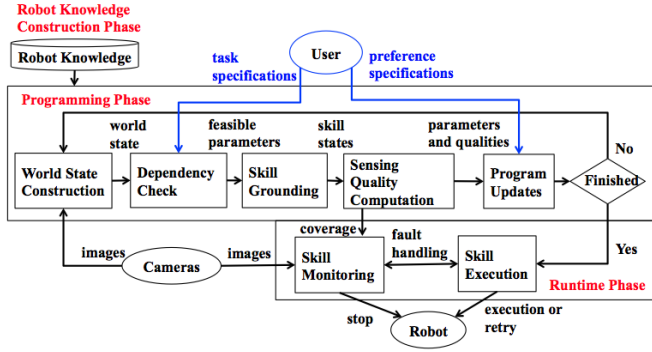 Robot Knowledge
Construction Phase
Robot Knowledge
User
task
specifications
preference
specifications
Programming Phase
world
state
feasible
parameters
skill
states
parameters
and qualities
No
World State
Construction
Dependency
Check
Skill
Grounding
Sensing
Quality
Computation
Program
Updates
Finished
images
Cameras
images
coverage
Skill
Monitoring
fault
handling
Skill
Execution
Yes
Runtime Phase
stop
Robot
execution or
retry